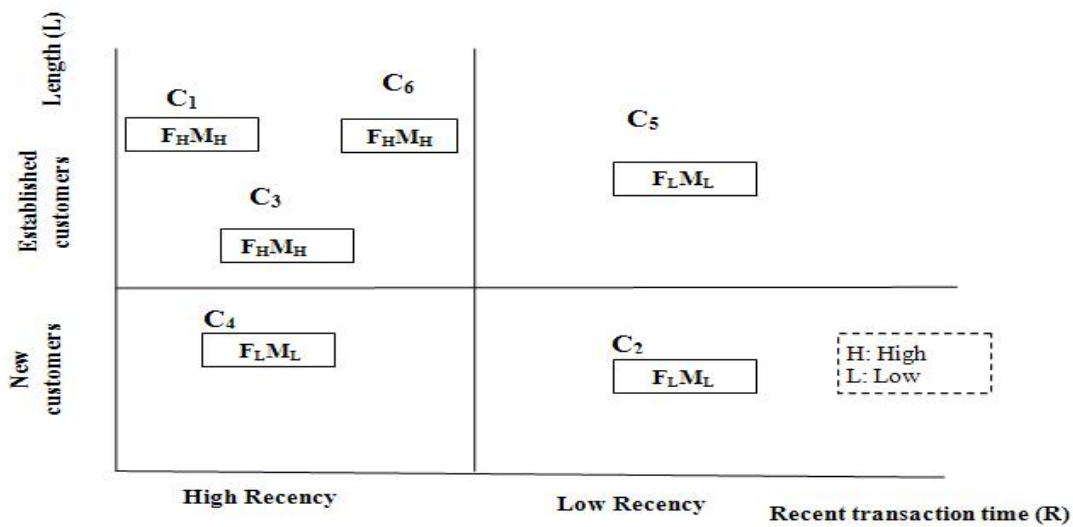 Length (L)
Established
customers
New
customers
C₁
FHMH
C₆
FHMH
C₃
FHMH
C₅
FLML
C₄
FLML
C₂
FLML
H: High
L: Low
High Recency
Low Recency
Recent transaction time (R)